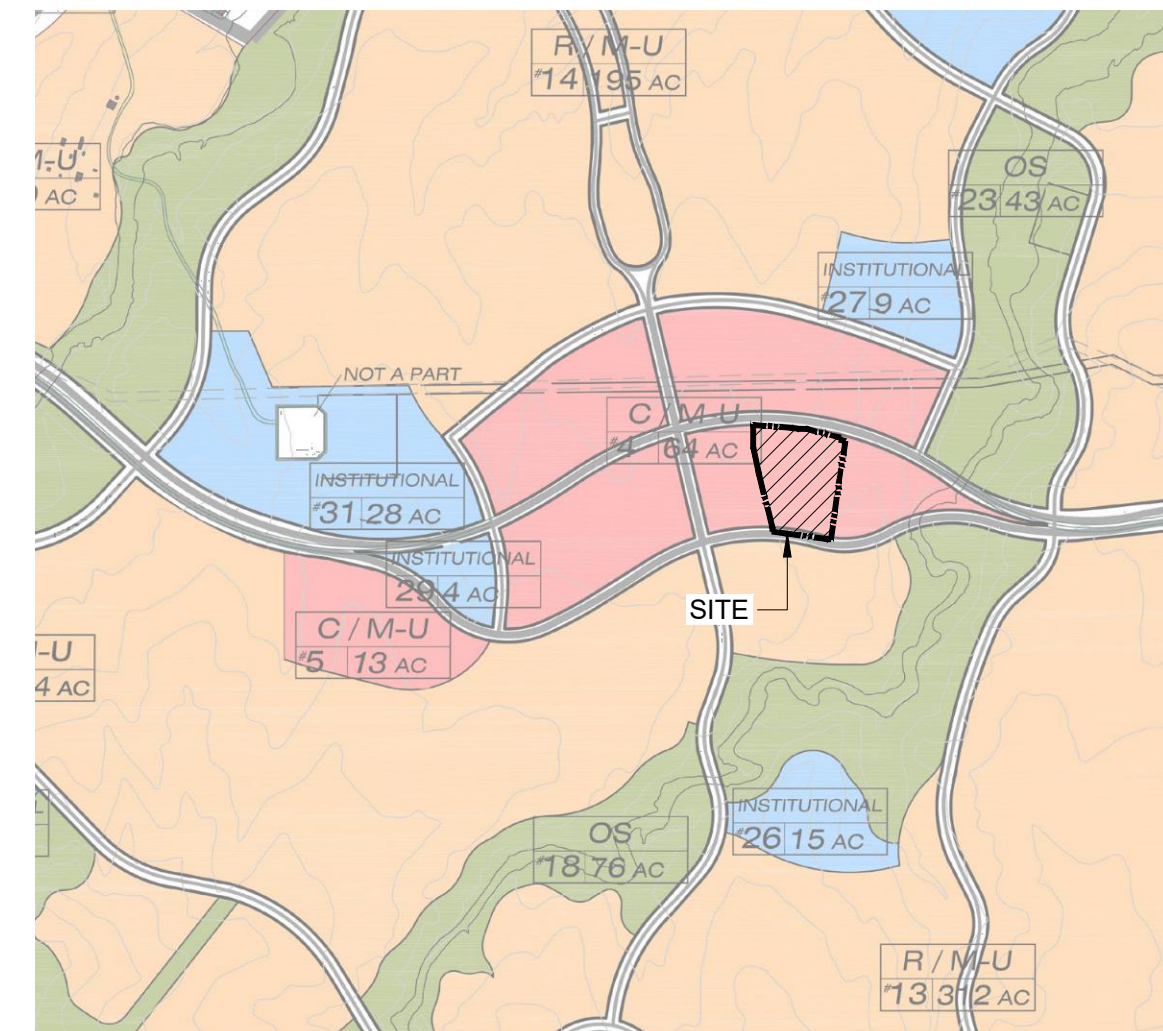 R / M-U
#14 195 AC
OS
#23 43 AC
AC
INSTITUTIONAL
#27 9 AC
NOT A PART
C / M-U
#4 64 AC
INSTITUTIONAL
#31 28 AC
INSTITUTIONAL
29 4 AC
SITE
C / M-U
#5 13 AC
-U
4 AC
INSTITUTIONAL
#26 15 AC
OS
#18 76 AC
R / M-U
#13 312 AC